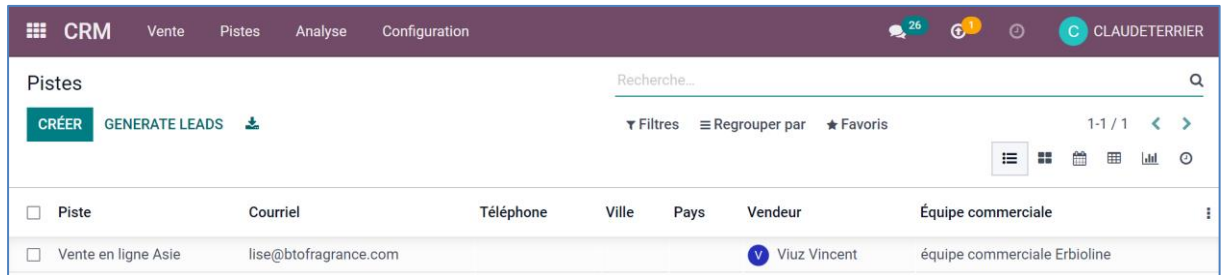 CRM Vente Pistes Analyse Configuration 26 1 C CLAUDETERRIER
Pistes Recherche...
CRÉER GENERATE LEADS Filtres Regrouper par Favoris 1-1 / 1
Piste Courriel Téléphone Ville Pays Vendeur Équipe commerciale
Vente en ligne Asie lise@btofragrance.com V Viuz Vincent équipe commerciale Erbioline